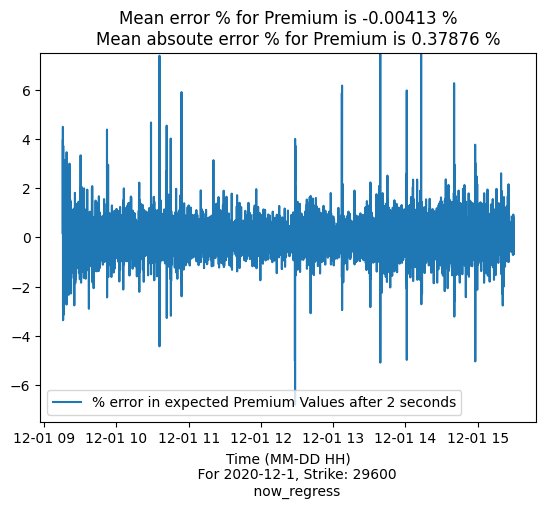 Mean error % for Premium is -0.00413 %
Mean absoute error % for Premium is 0.37876 %
6
4
2
0
−2
−4
−6
% error in expected Premium Values after 2 seconds
12-01 09 12-01 10 12-01 11 12-01 12 12-01 13 12-01 14 12-01 15
Time (MM-DD HH)
For 2020-12-1, Strike: 29600
now_regress